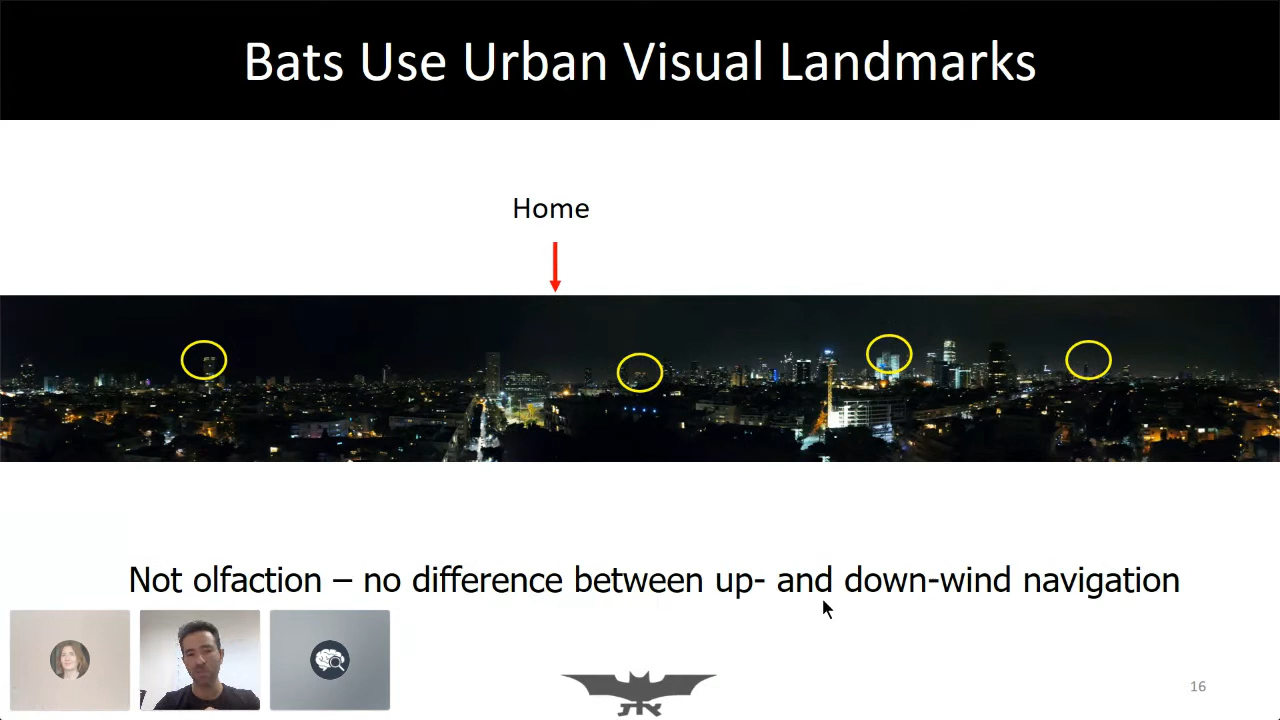 Bats Use Urban Visual Landmarks
Home
Not olfaction – no difference between up- and down-wind navigation
16